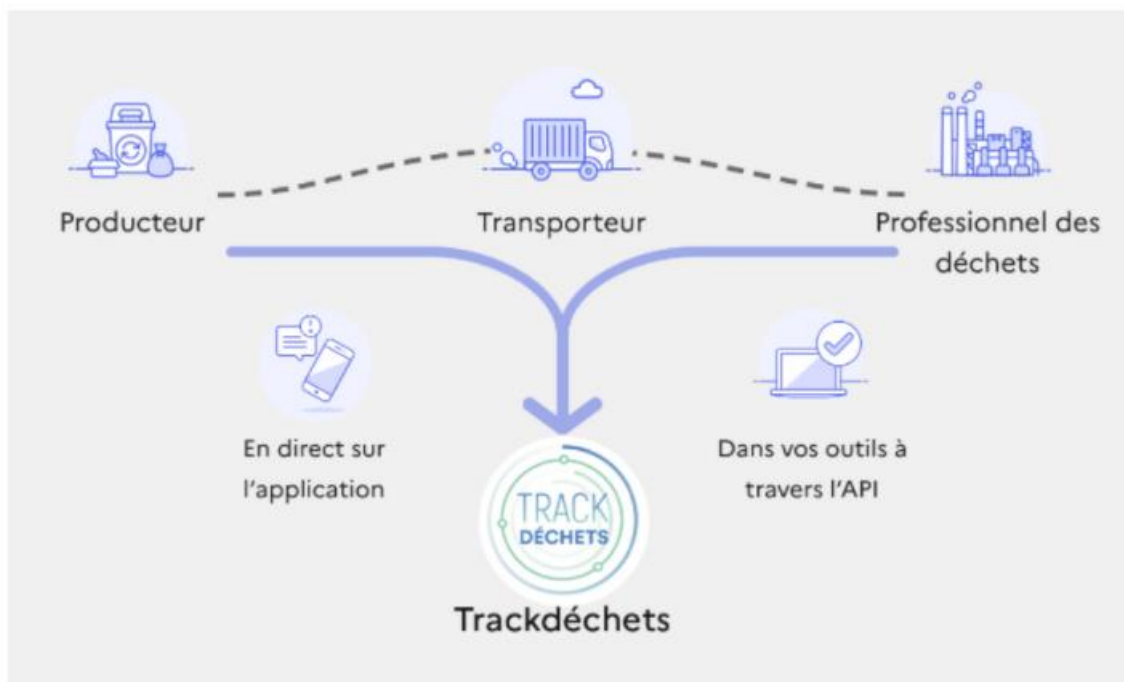 Producteur
Transporteur
Professionnel des
déchets
En direct sur
l'application
Dans vos outils à
travers l'API
TRACK
DÉCHETS
Trackdéchets